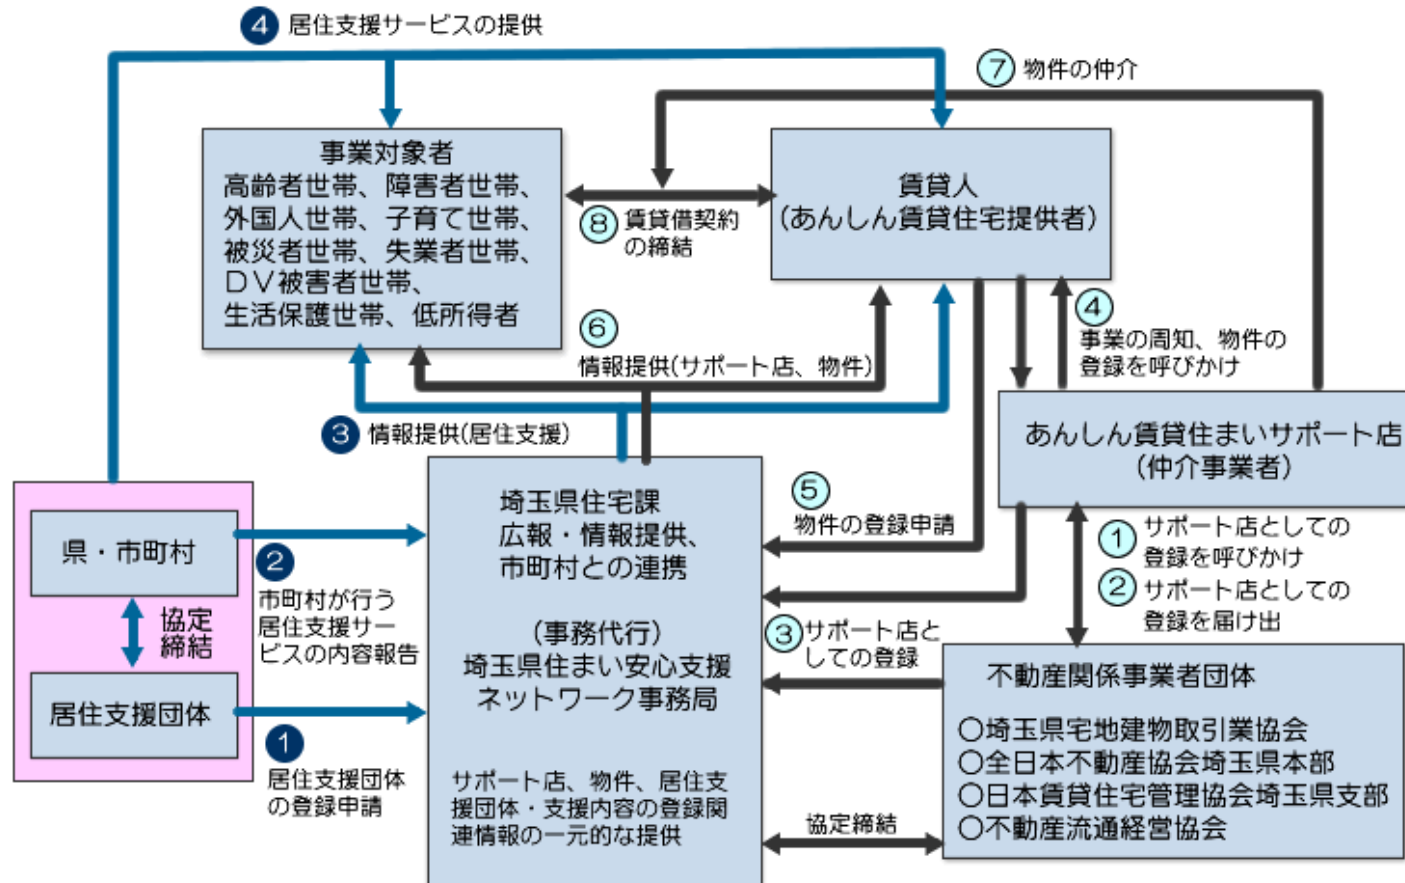 ④ 居住支援サービスの提供
⑦ 物件の仲介
事業対象者
高齢者世帯、障害者世帯、
外国人世帯、子育て世帯、
被災者世帯、失業者世帯、
DV被害者世帯、
生活保護世帯、低所得者
賃貸人
(あんしん賃貸住宅提供者)
⑧ 賃貸借契約
の締結
⑥
情報提供(サポート店、物件)
④
事業の周知、物件の
登録を呼びかけ
③ 情報提供(居住支援)
あんしん賃貸住まいサポート店
(仲介事業者)
県・市町村
協定
締結
居住支援団体
②
市町村が行う
居住支援サー
ビスの内容報告
①
居住支援団体
の登録申請
埼玉県住宅課
広報・情報提供、
市町村との連携
(事務代行)
埼玉県住まい安心支援
ネットワーク事務局
サポート店、物件、居住支
援団体・支援内容の登録関
連情報の一元的な提供
⑤
物件の登録申請
① サポート店としての
登録を呼びかけ
② サポート店としての
登録を届け出
③ サポート店と
しての登録
協定締結
不動産関係事業者団体
○埼玉県宅地建物取引業協会
○全日本不動産協会埼玉県本部
○日本賃貸住宅管理協会埼玉県支部
○不動産流通経営協会